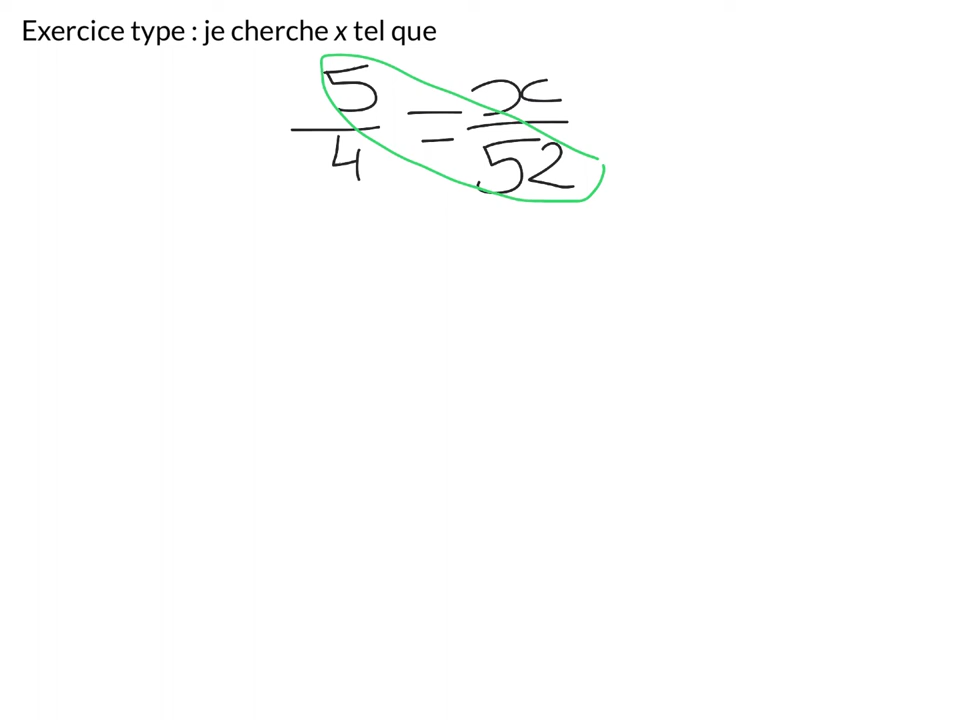 Exercice type : je cherche x tel que
5/4 = x/52